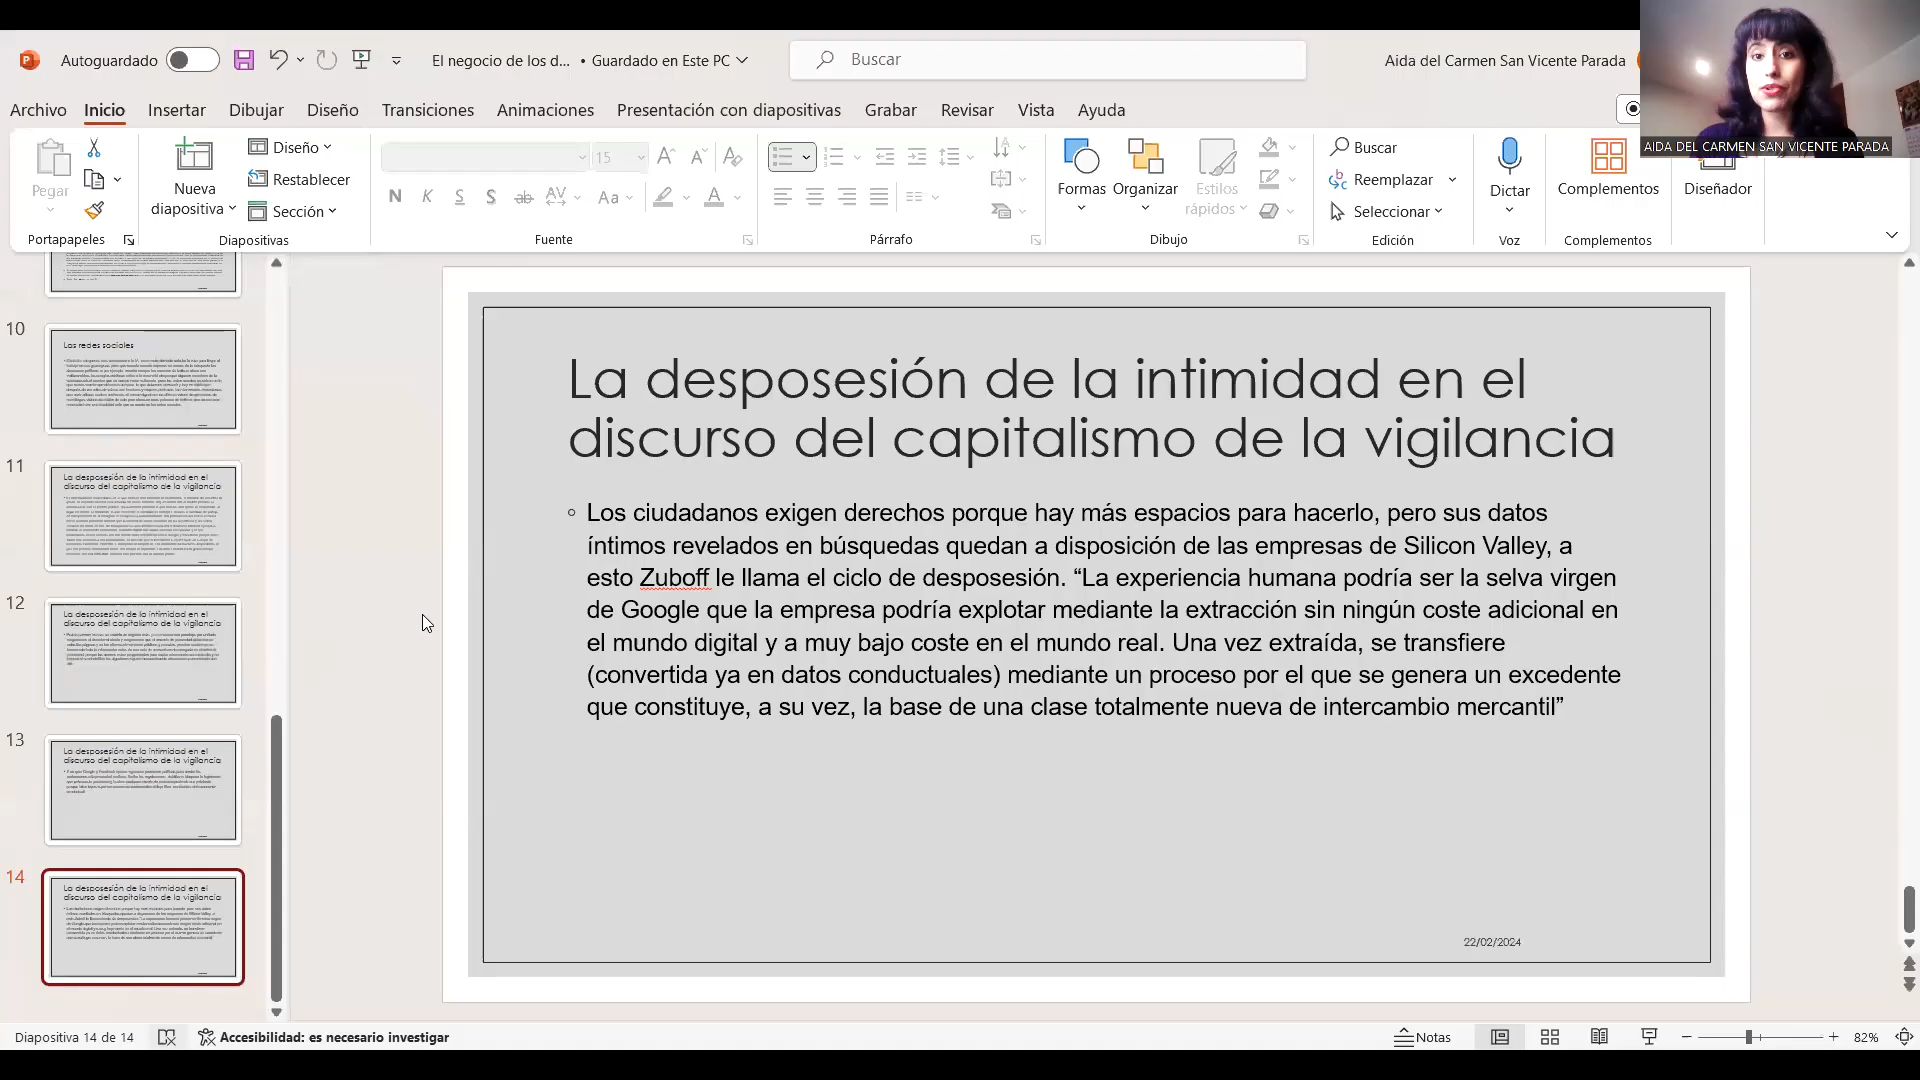 Autoguardado
El negocio de los d... • Guardado en Este PC
Buscar
Aida del Carmen San Vicente Parada
AIDA DEL CARMEN SAN VICENTE PARADA
Archivo Inicio Insertar Dibujar Diseño Transiciones Animaciones Presentación con diapositivas Grabar Revisar Vista Ayuda
Pegar
Portapapeles
Nueva
diapositiva
Diseño
Restablecer
Sección
Diapositivas
15
N K S S ab AV Aa A
Fuente
Párrafo
Formas
Organizar
Estilos
rápidos
Dibujo
Buscar
Reemplazar
Seleccionar
Edición
Dictar
Voz
Complementos
Complementos
Diseñador
10
Las redes sociales
11
La desposesión de la intimidad en el
discurso del capitalismo de la vigilancia
12
La desposesión de la intimidad en el
discurso del capitalismo de la vigilancia
13
La desposesión de la intimidad en el
discurso del capitalismo de la vigilancia
14
La desposesión de la intimidad en el
discurso del capitalismo de la vigilancia
La desposesión de la intimidad en el
discurso del capitalismo de la vigilancia
Los ciudadanos exigen derechos porque hay más espacios para hacerlo, pero sus datos
íntimos revelados en búsquedas quedan a disposición de las empresas de Silicon Valley, a
esto Zuboff le llama el ciclo de desposesión. “La experiencia humana podría ser la selva virgen
de Google que la empresa podría explotar mediante la extracción sin ningún coste adicional en
el mundo digital y a muy bajo coste en el mundo real. Una vez extraída, se transfiere
(convertida ya en datos conductuales) mediante un proceso por el que se genera un excedente
que constituye, a su vez, la base de una clase totalmente nueva de intercambio mercantil”
22/02/2024
Diapositiva 14 de 14
Accesibilidad: es necesario investigar
Notas
82%